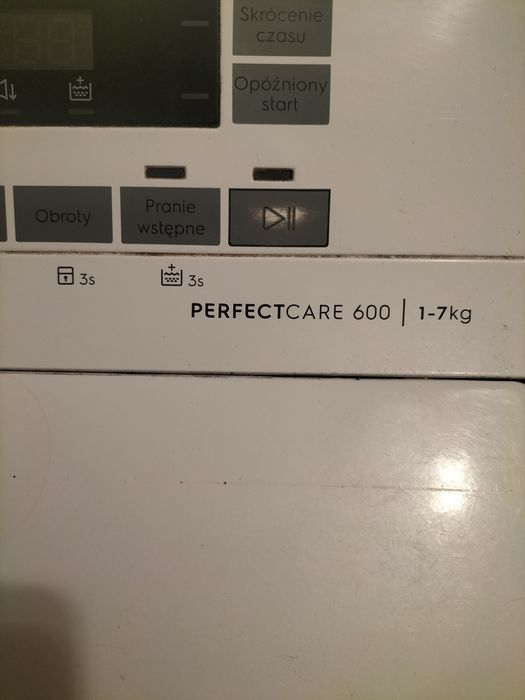 Skrócenie
czasu
Opóźniony
start
Obroty
Pranie
wstępne
3s
3s
PERFECTCARE 600 | 1-7kg